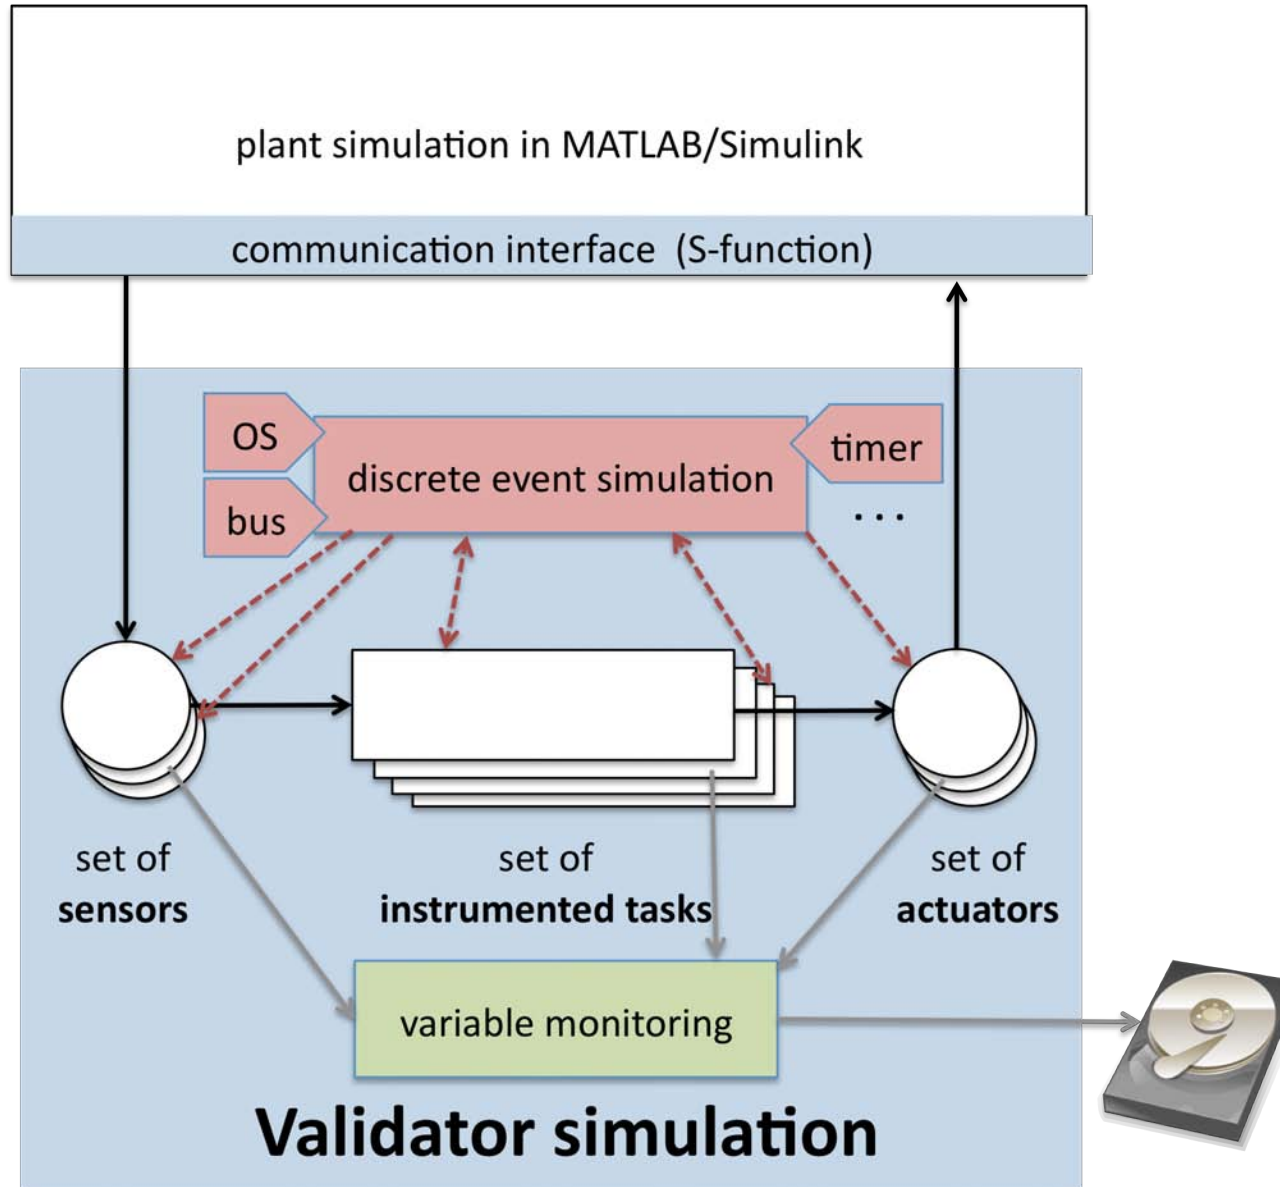 plant simulation in MATLAB/Simulink
communication interface (S-function)
OS
timer
discrete event simulation
bus
...
set of
sensors
set of
instrumented tasks
set of
actuators
variable monitoring
Validator simulation